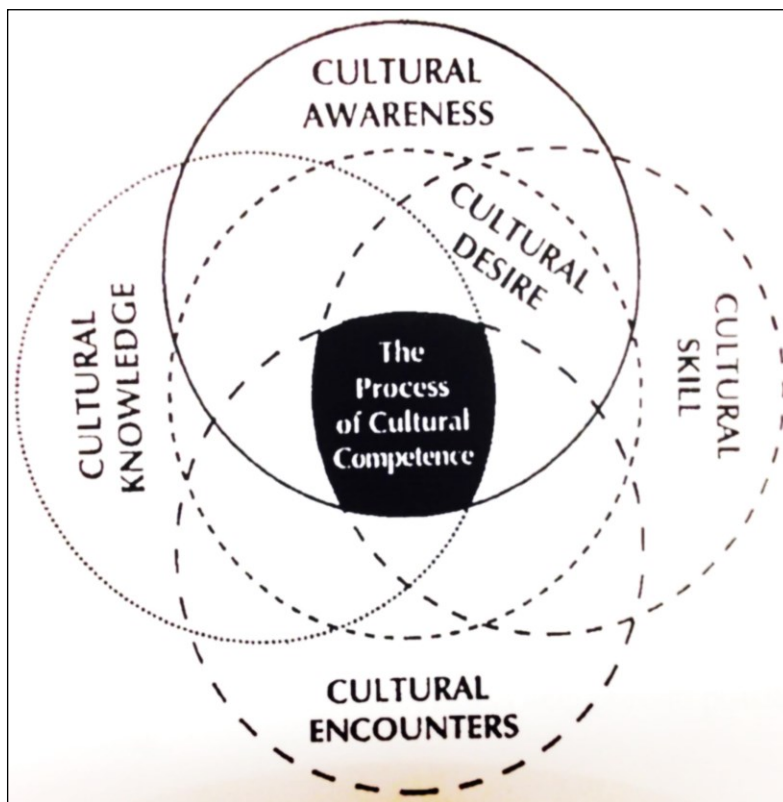 CULTURAL
AWARENESS
CULTURAL
DESIRE
CULTURAL
KNOWLEDGE
The
Process
of Cultural
Competence
CULTURAL
SKILL
CULTURAL
ENCOUNTERS